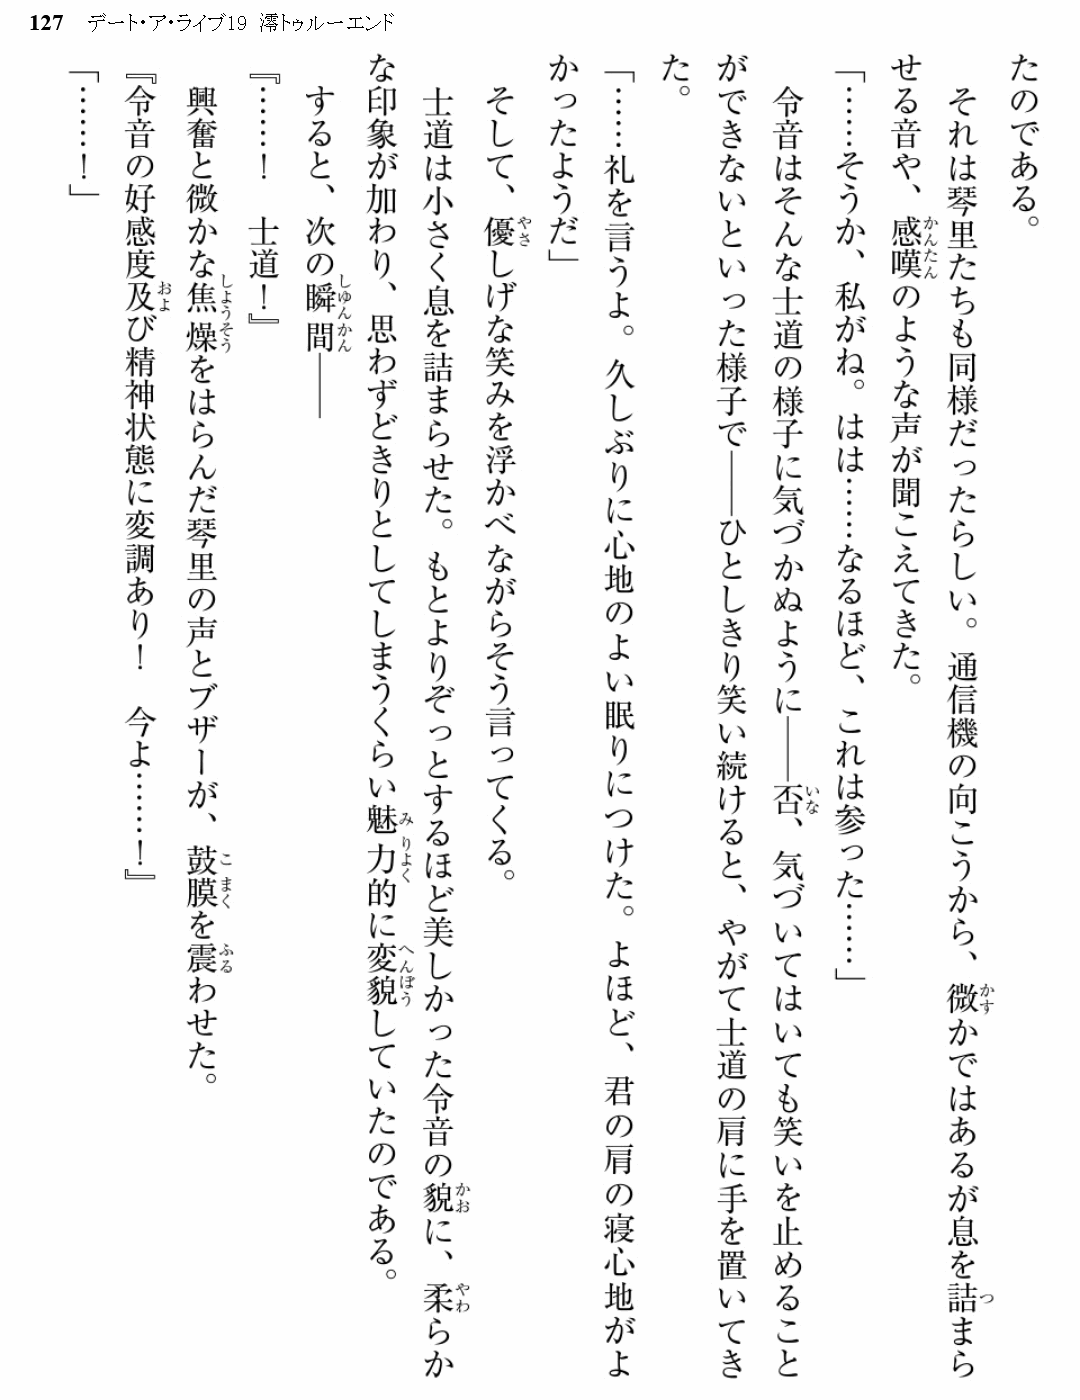 127 デート・ア・ライブ19 澪トゥルーエンド
たのである。
それは琴里たちも同様だったらしい。通信機の向こうから、微かではあるが息を詰まら
せる音や、感嘆のような声が聞こえてきた。
「……そうか、私がね。はは……なるほど、これは参った……」
令音はそんな士道の様子に気づかぬように――否、気づいてはいても笑いを止めること
ができないといった様子で――ひとしきり笑い続けると、やがて士道の肩に手を置いてき
た。
「……礼を言うよ。久しぶりに心地のよい眠りにつけた。よほど、君の肩の寝心地がよ
かったようだ」
そして、優しげな笑みを浮かべながらそう言ってくる。
士道は小さく息を詰まらせた。もとよりぞっとするほど美しかった令音の貌に、柔らか
な印象が加わり、思わずどきりとしてしまうくらい魅力的に変貌していたのである。
すると、次の瞬間――
『……！　士道！』
興奮と微かな焦燥をはらんだ琴里の声とブザーが、鼓膜を震わせた。
『令音の好感度及び精神状態に変調あり！　今よ……！』
「……！」